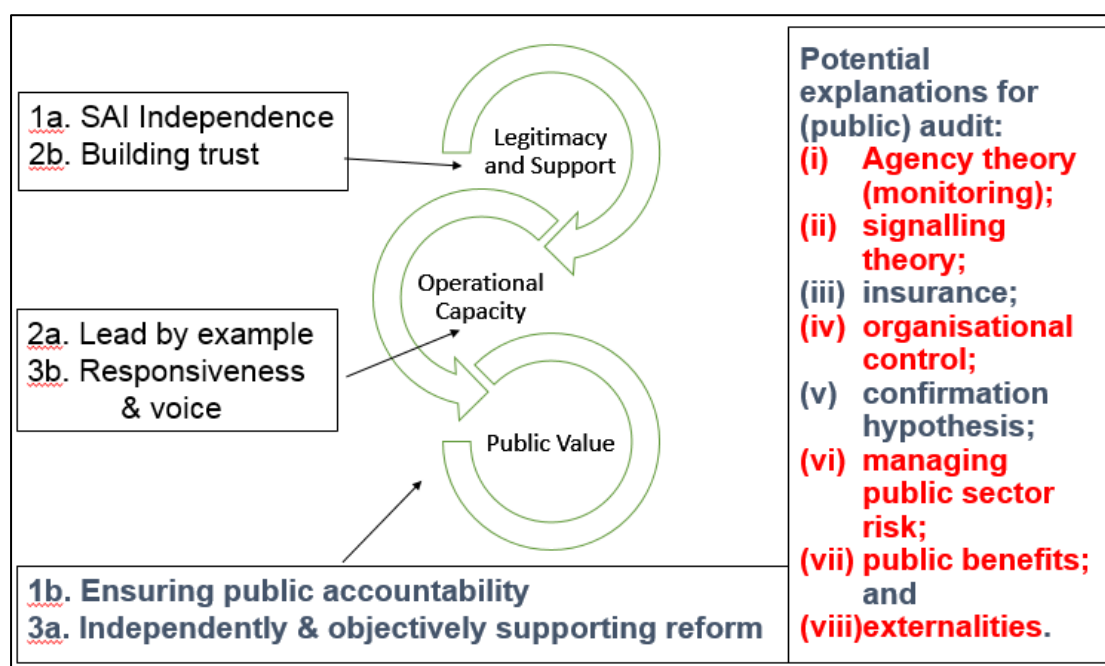 1a. SAI Independence
2b. Building trust
Legitimacy
and Support
Operational
Capacity
2a. Lead by example
3b. Responsiveness
& voice
Public Value
1b. Ensuring public accountability
3a. Independently & objectively supporting reform
Potential
explanations for
(public) audit:
(i) Agency theory
(monitoring);
(ii) signalling
theory;
(iii) insurance;
(iv) organisational
control;
(v) confirmation
hypothesis;
(vi) managing
public sector
risk;
(vii) public benefits;
and
(viii)externalities.